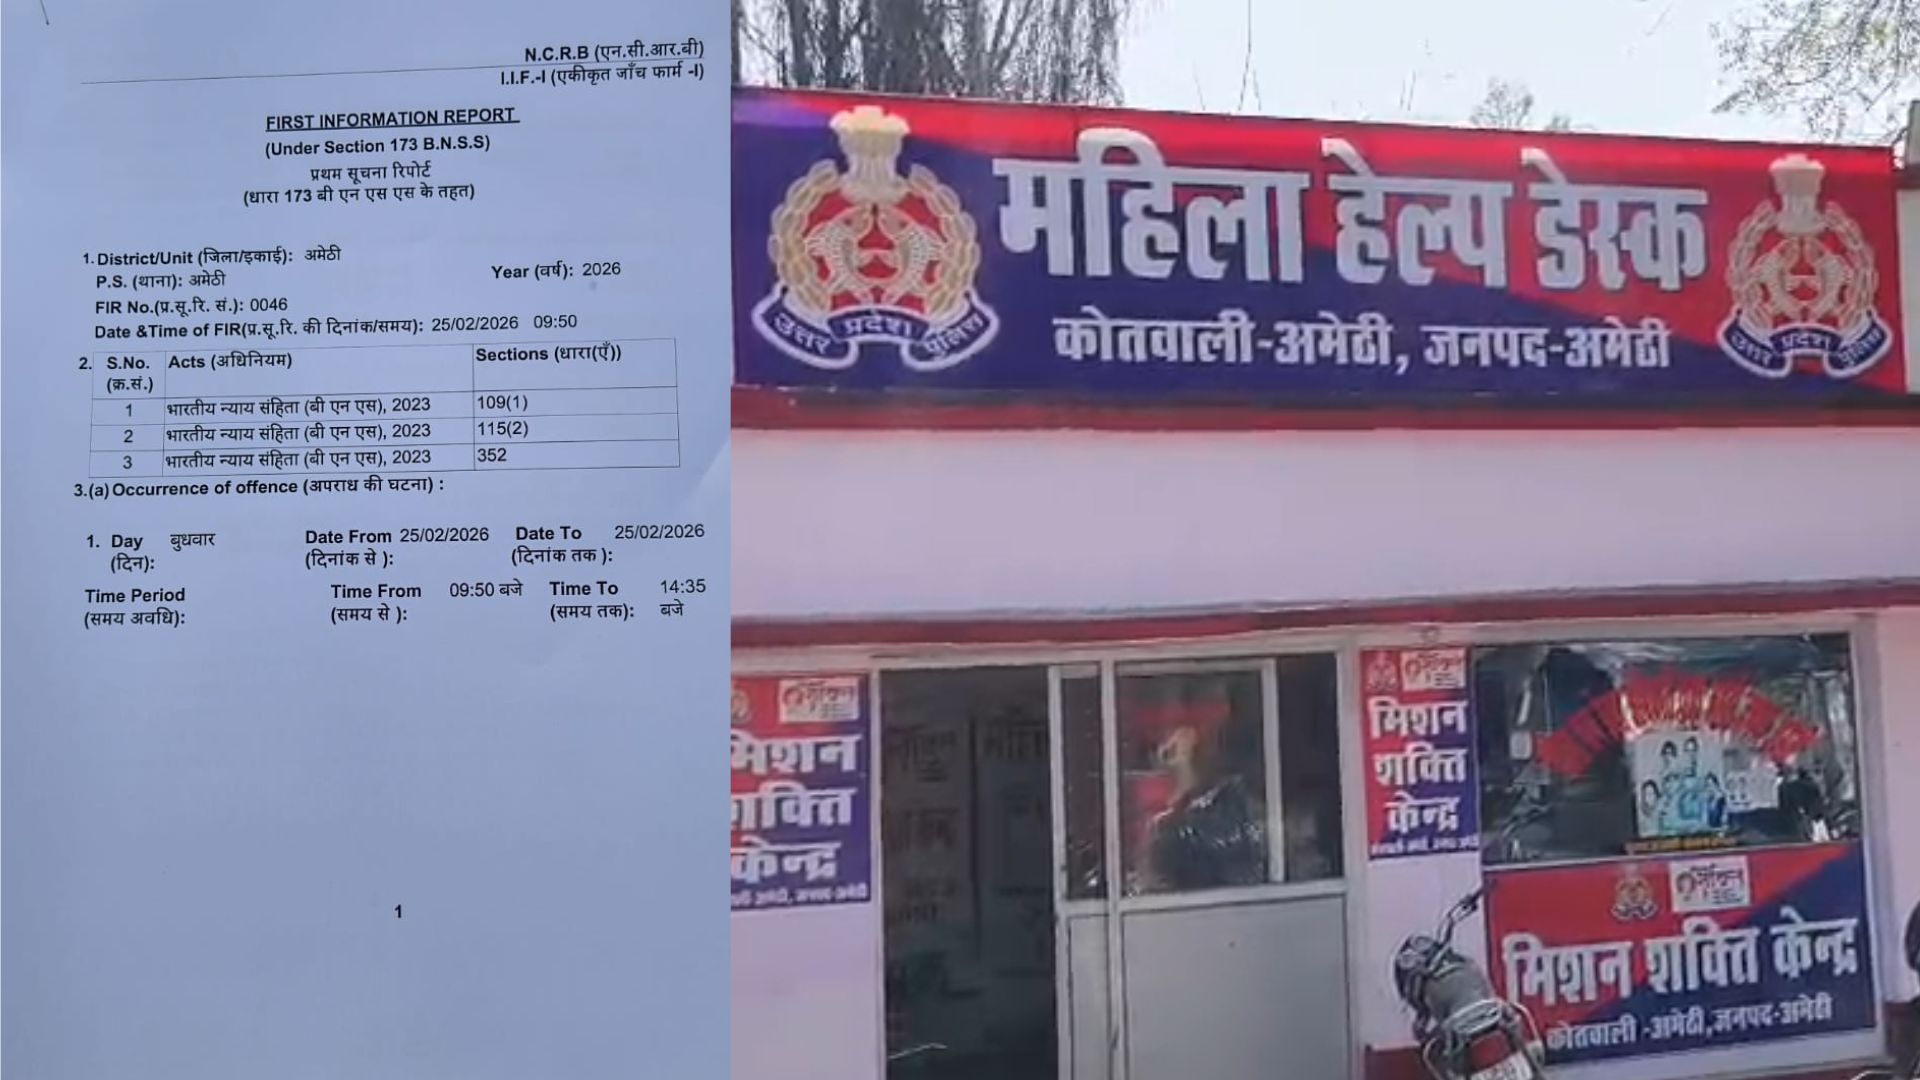 N.C.R.B (एन.सी.आर.बी)
I.I.F.-I (एकीकृत जाँच फार्म -I)
FIRST INFORMATION REPORT
(Under Section 173 B.N.S.S)
प्रथम सूचना रिपोर्ट
(धारा 173 बी एन एस एस के तहत)
1. District/Unit (जिला/इकाई): अमेठी
P.S. (थाना): अमेठी
Year (वर्ष): 2026
FIR No.(प्र.सू.रि. सं.): 0046
Date &Time of FIR(प्र.सू.रि. की दिनांक/समय): 25/02/2026 09:50
2. S.No. (क्र.सं.) Acts (अधिनियम) Sections (धारा(एँ))
1 भारतीय न्याय संहिता (बी एन एस), 2023 109(1)
2 भारतीय न्याय संहिता (बी एन एस), 2023 115(2)
3 भारतीय न्याय संहिता (बी एन एस), 2023 352
3.(a) Occurrence of offence (अपराध की घटना) :
1. Day बुधवार Date From 25/02/2026 Date To 25/02/2026
(दिन): (दिनांक से ): (दिनांक तक ):
Time Period Time From 09:50 बजे Time To 14:35
(समय अवधि): (समय से ): (समय तक): बजे
1
महिला हेल्प डेस्क
कोतवाली-अमेठी, जनपद-अमेठी
उत्तर प्रदेश पुलिस
उत्तर प्रदेश पुलिस
मिशन
शक्ति
केन्द्र
मिशन
शक्ति
केन्द्र
मिशन शक्ति केन्द्र
कोतवाली -अमेठी,जनपद-अमेठी